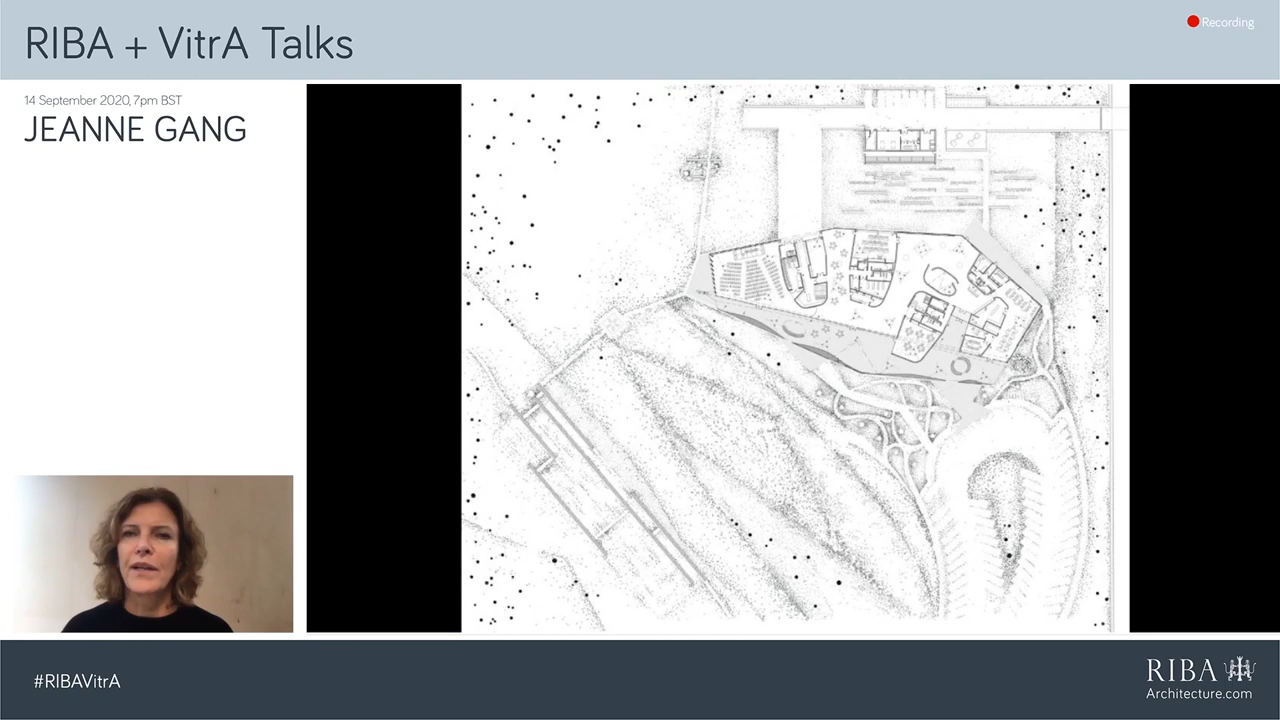 RIBA + VitrA Talks
Recording
14 September 2020, 7pm BST
JEANNE GANG
#RIBAVitrA
RIBA
Architecture.com